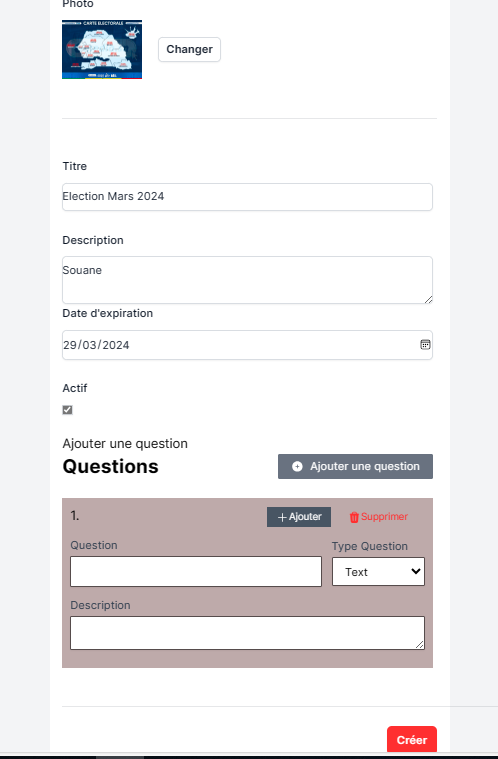 Photo
CARTE ELECTORALE
Changer
Titre
Election Mars 2024
Description
Souane
Date d'expiration
29/03/2024
Actif
Ajouter une question
Questions
Ajouter une question
1.
Ajouter
Supprimer
Question
Type Question
Text
Description
Créer